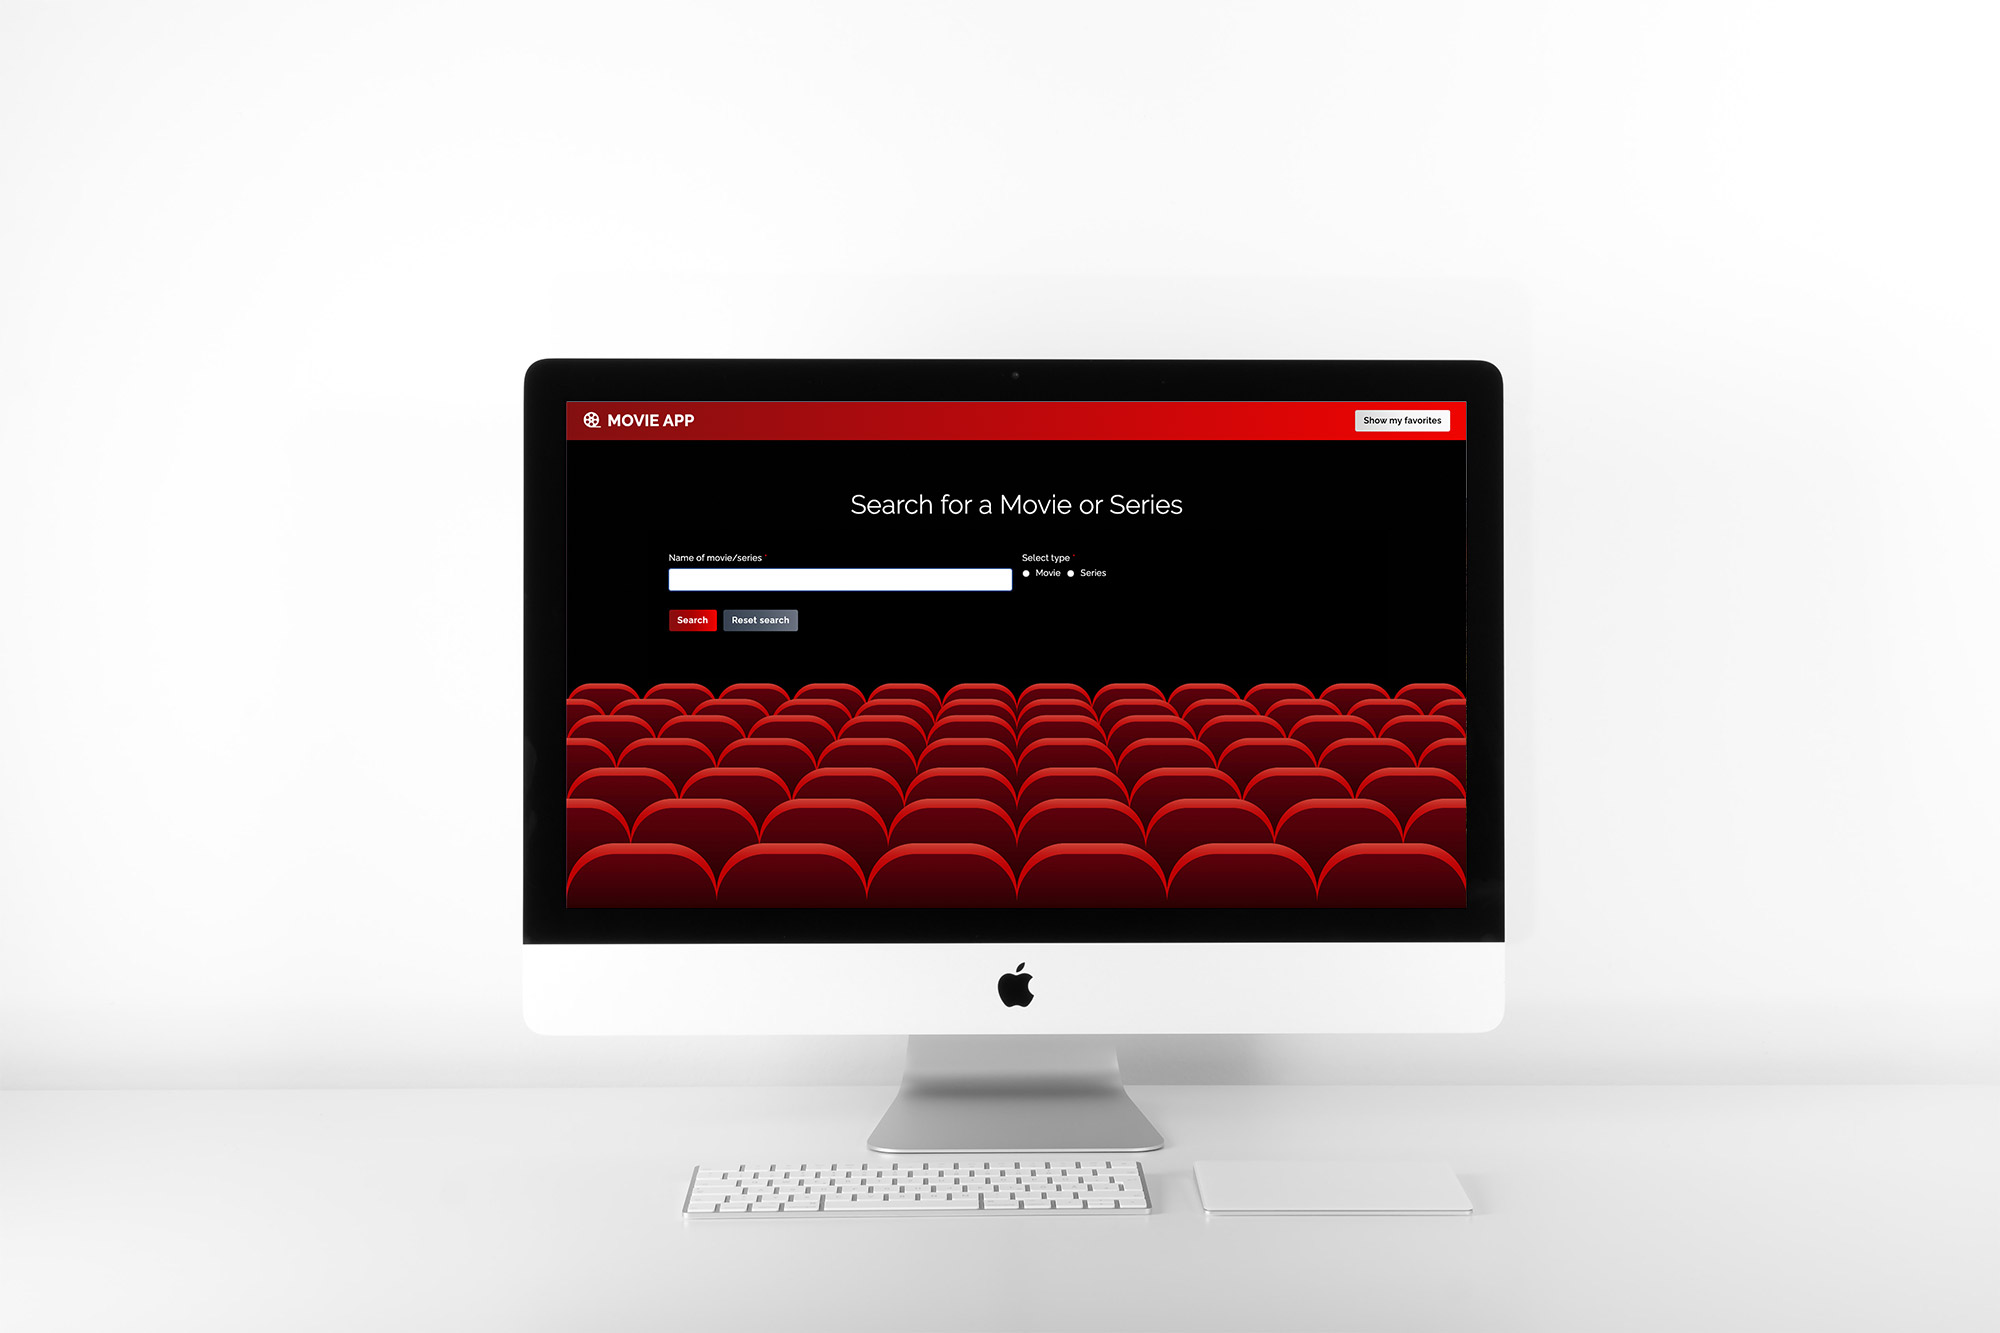 MOVIE APP
Show my favorites
Search for a Movie or Series
Name of movie/series *
Select type *
Movie Series
Search Reset search